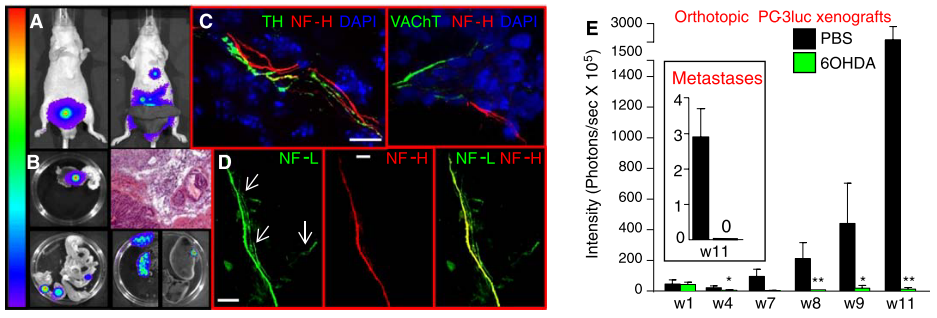 A
B
C
TH NF-H DAPI
VAChT NF-H DAPI
D
NF-L
NF-H
NF-L NF-H
E
Orthotopic PC-3luc xenografts
PBS
6OHDA
Intensity (Photons/sec X 10⁵)
3000
1500
1400
1200
1000
800
600
400
200
0
Metastases
4
3
2
1
0
0
w11
* ** * **
w1 w4 w7 w8 w9 w11